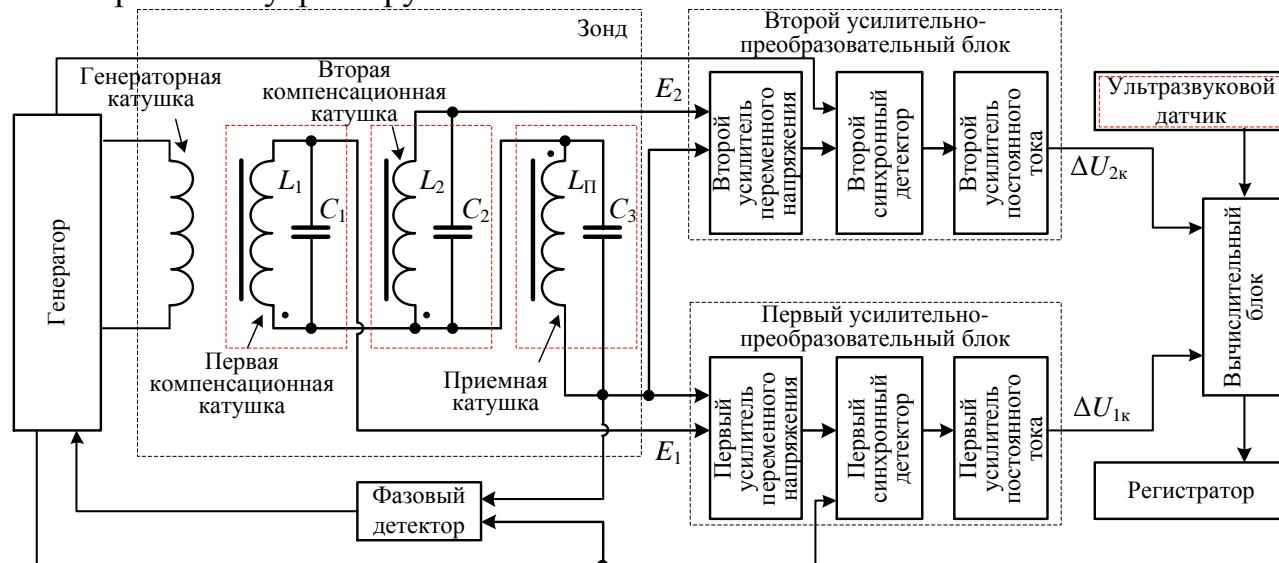 Зонд
Второй усилительно-
преобразовательный блок
Генераторная
катушка
Вторая
компенсационная
катушка
E2
Второй
усилитель
переменного
напряжения
Второй
синхронный
детектор
Второй
усилитель
постоянного
тока
Ультразвуковой
датчик
ΔU2к
Генератор
L1
C1
L2
C2
LП
C3
Вычислительный
блок
Первый усилительно-
преобразовательный блок
Первая
компенсационная
катушка
Приемная
катушка
E1
Первый
усилитель
переменного
напряжения
Первый
синхронный
детектор
Первый
усилитель
постоянного
тока
ΔU1к
Фазовый
детектор
Регистратор